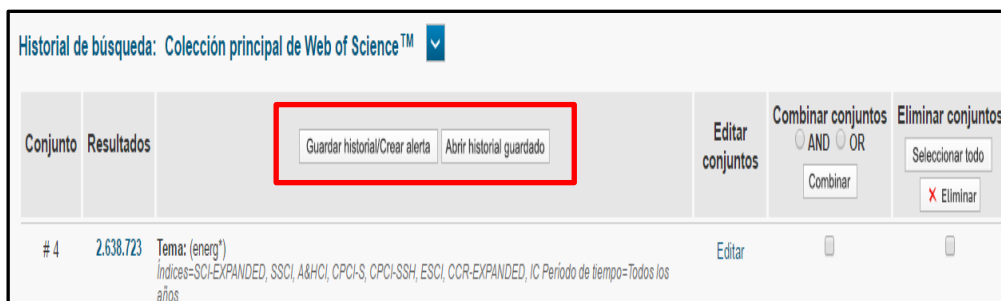 Historial de búsqueda: Colección principal de Web of Science™
Conjunto Resultados Guardar historial/Crear alerta Abrir historial guardado Editar conjuntos Combinar conjuntos AND OR Combinar Eliminar conjuntos Seleccionar todo X Eliminar
# 4 2.638.723 Tema: (energ*) Editar
Índices=SCI-EXPANDED, SSCI, A&HCI, CPCI-S, CPCI-SSH, ESCI, CCR-EXPANDED, IC Período de tiempo=Todos los
años